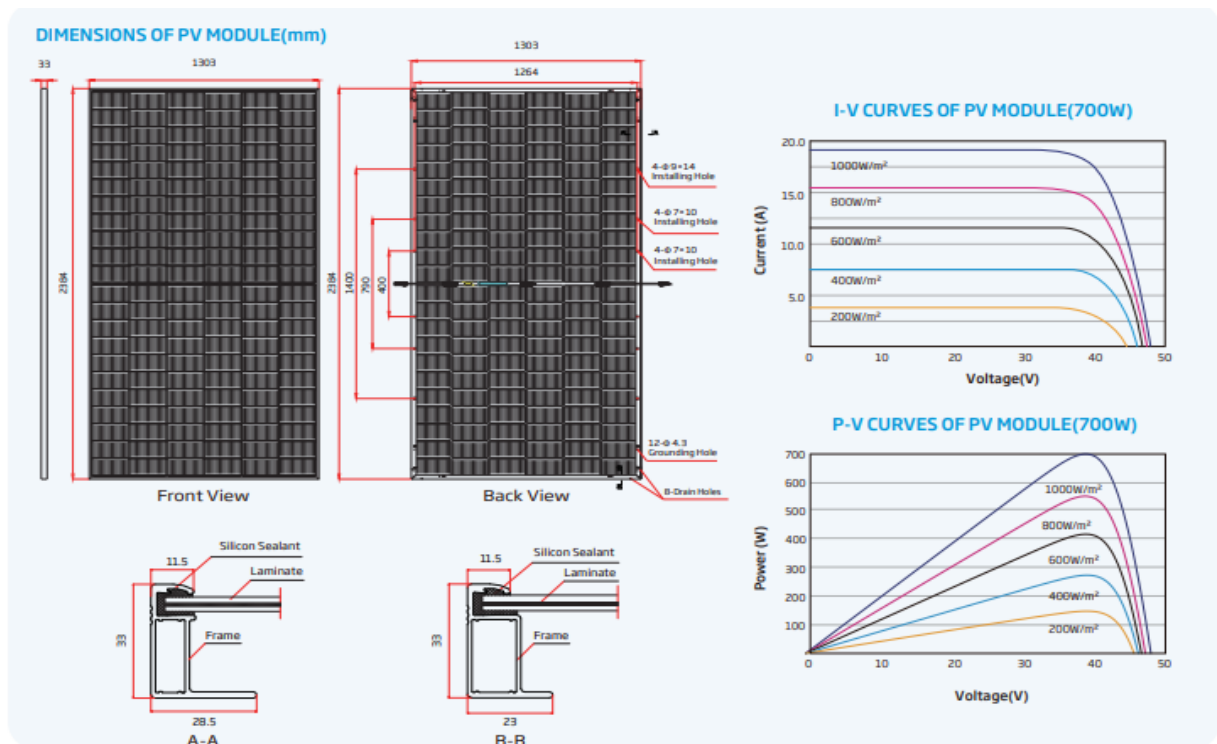 DIMENSIONS OF PV MODULE(mm)
33
1303
2384
Front View
1303
1264
2384
1400
790
400
4-Φ9×14
Installing Hole
4-Φ7×10
Installing Hole
4-Φ7×10
Installing Hole
12-Φ4.3
Grounding Hole
8-Drain Holes
Back View
11.5
Silicon Sealant
Laminate
33
Frame
28.5
A-A
11.5
Silicon Sealant
Laminate
33
Frame
23
B-B
I-V CURVES OF PV MODULE(700W)
Current (A)
20.0
15.0
10.0
5.0
1000W/m²
800W/m²
600W/m²
400W/m²
200W/m²
0 10 20 30 40 50
Voltage(V)
P-V CURVES OF PV MODULE(700W)
Power (W)
700
600
500
400
300
200
100
1000W/m²
800W/m²
600W/m²
400W/m²
200W/m²
0 10 20 30 40 50
Voltage(V)